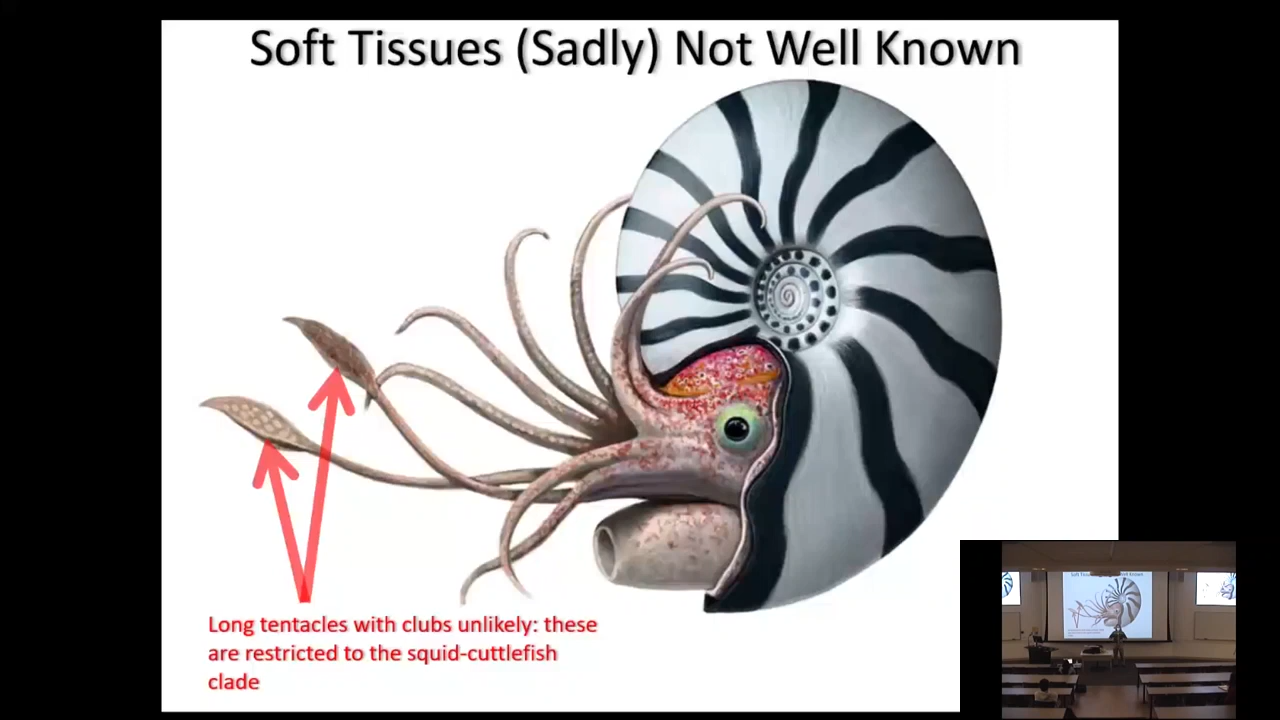 Soft Tissues (Sadly) Not Well Known
Long tentacles with clubs unlikely: these
are restricted to the squid-cuttlefish
clade